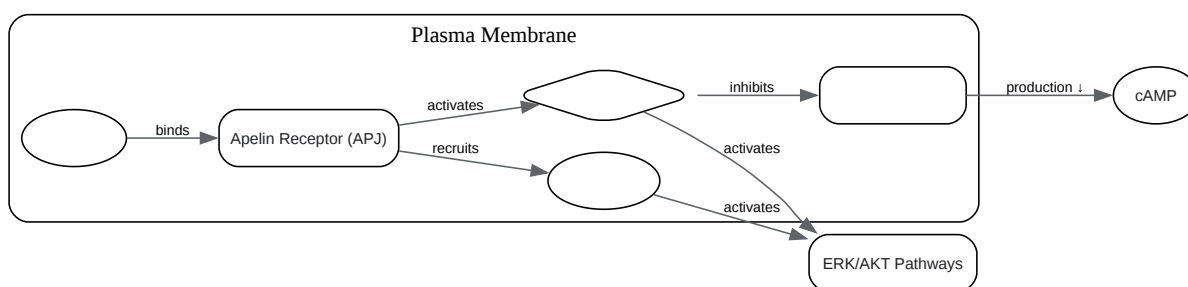 Plasma Membrane
binds
Apelin Receptor (APJ)
activates
recruits
inhibits
activates
activates
production ↓
cAMP
ERK/AKT Pathways